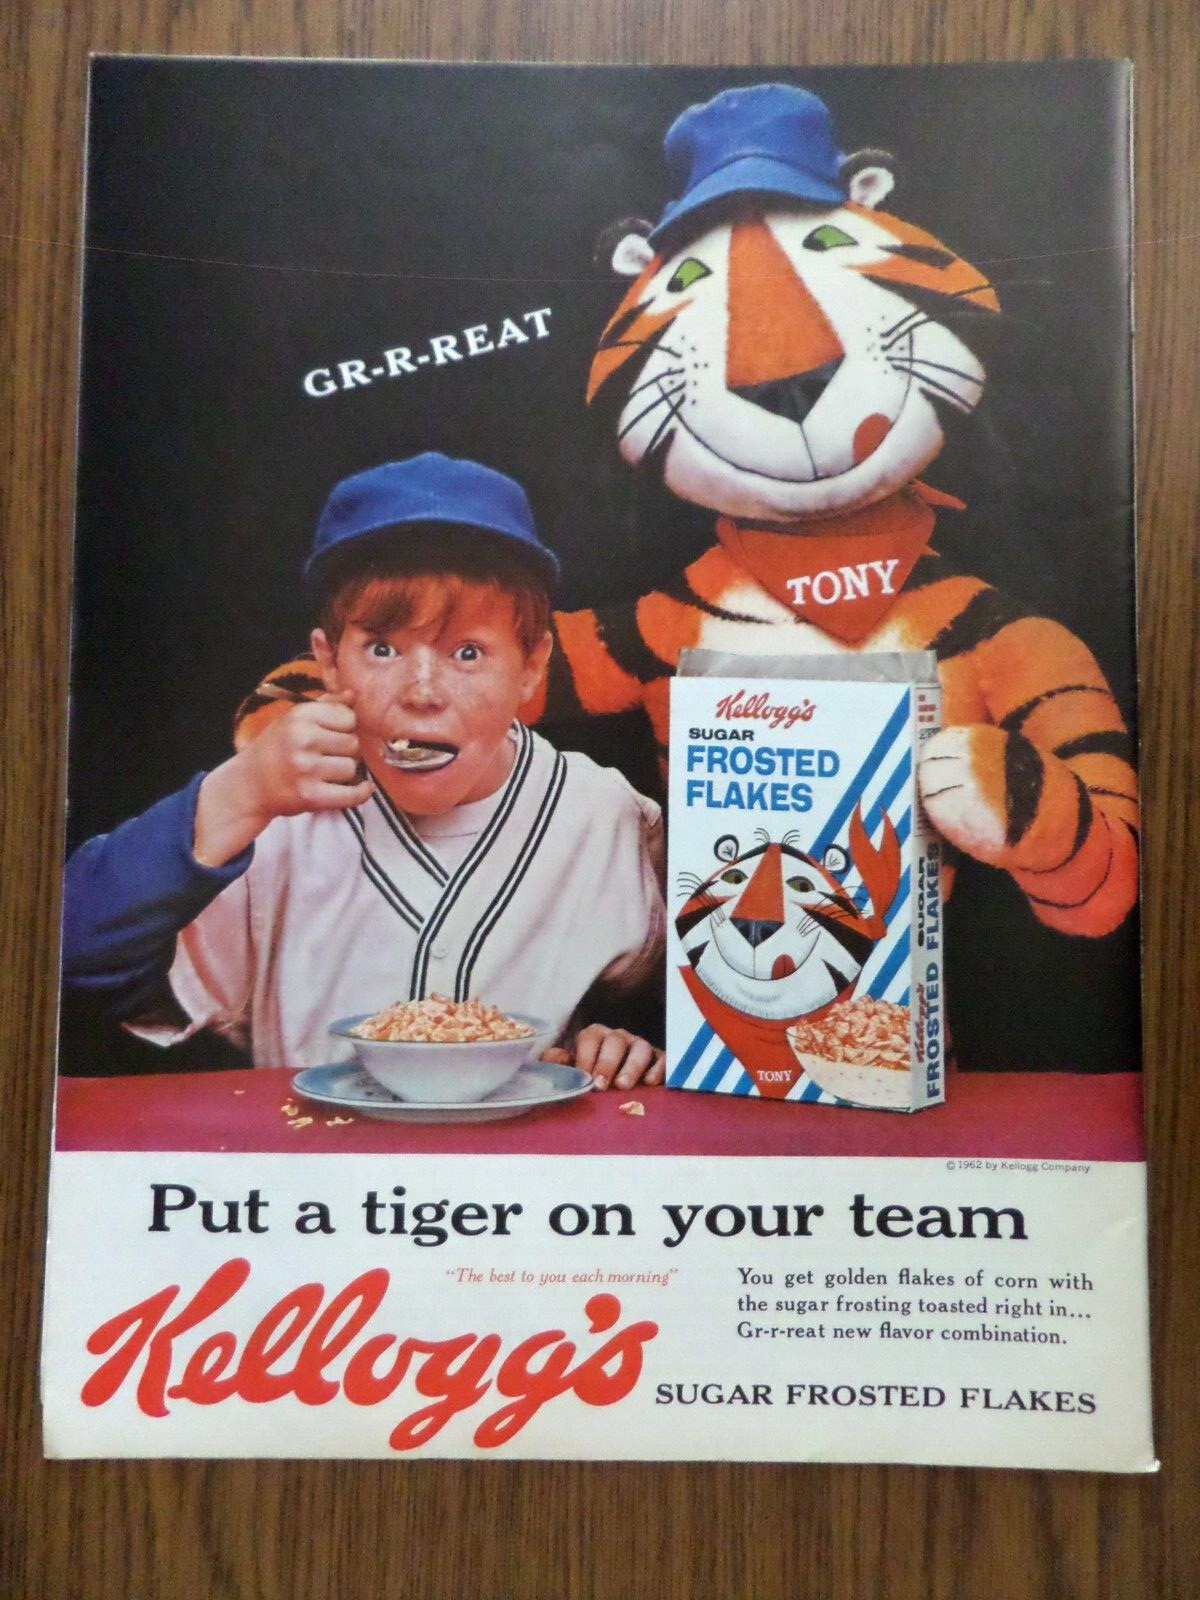 GR-R-REAT
TONY
Kellogg's
SUGAR
FROSTED
FLAKES
TONY
Kellogg's SUGAR
FROSTED FLAKES
© 1962 by Kellogg Company
Put a tiger on your team
"The best to you each morning"
Kellogg's
You get golden flakes of corn with
the sugar frosting toasted right in...
Gr-r-reat new flavor combination.
SUGAR FROSTED FLAKES